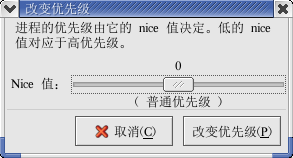 改变优先级
进程的优先级由它的 nice 值决定。低的 nice
值对应于高优先级。
0
Nice 值：
( 普通优先级 )
取消(C) 改变优先级(P)